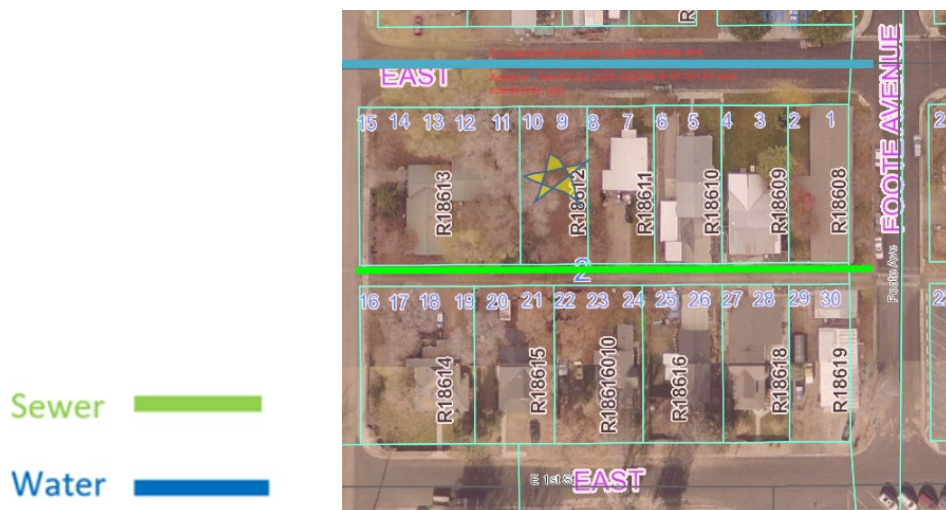 R
EAST
FOOTE AVENUE
15 14 13 12 11 10 9 8 7 6 5 4 3 2 1
R18613
R18612
R18611
R18610
R18609
R18608
Foote Ave
2
16 17 18 19 20 21 22 23 24 25 26 27 28 29 30
R18614
R18615
R18616010
R18616
R18618
R18619
Sewer
Water
E 1st S
EAST